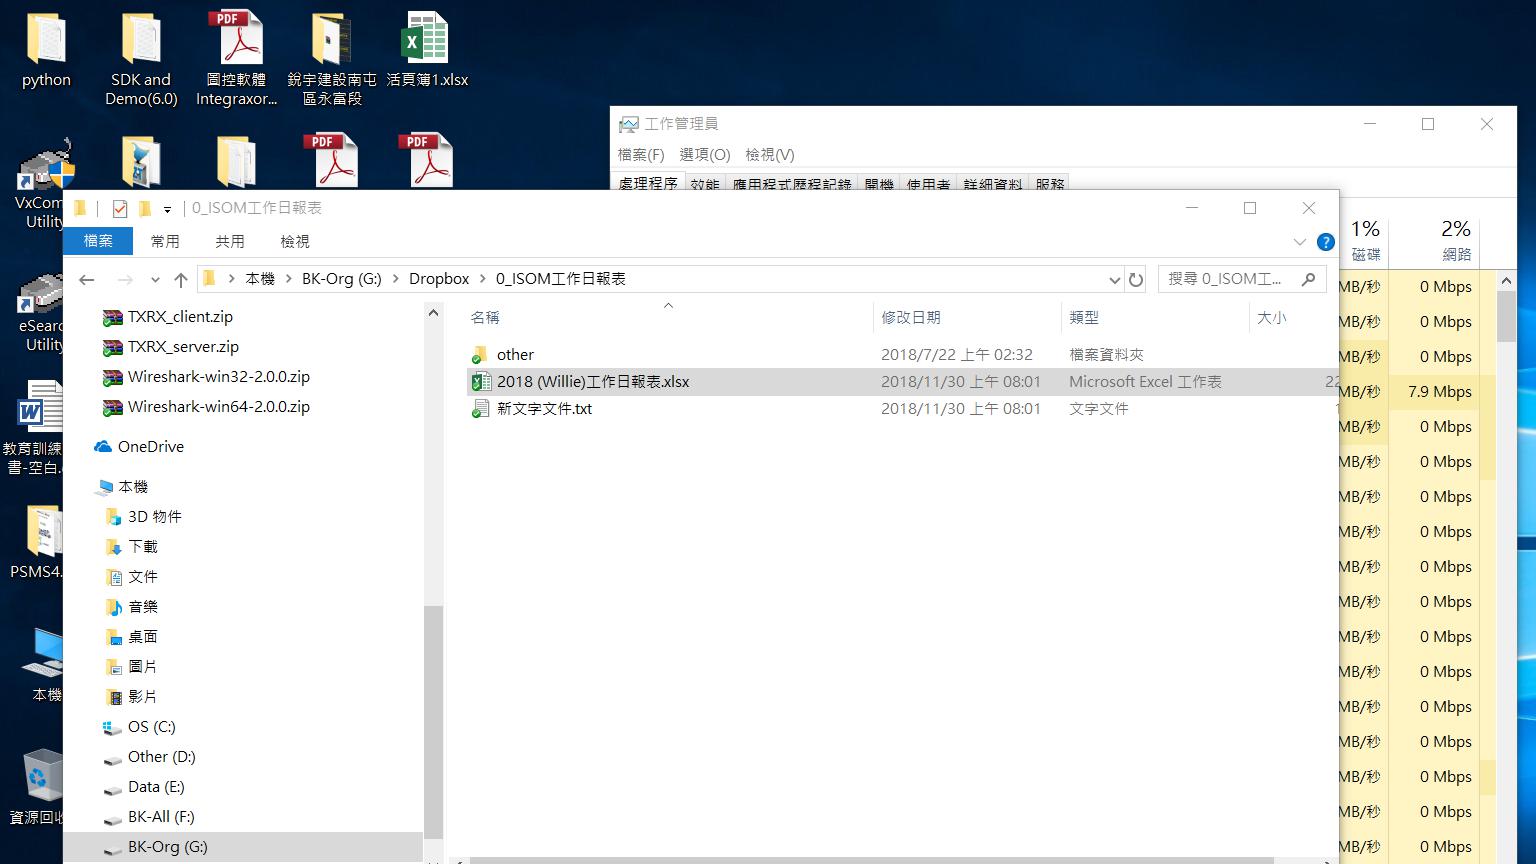 python
SDK and
Demo(6.0)
圖控軟體
Integraxor...
銳宇建設南屯
區永富段
活頁簿1.xlsx
PDF
PDF
PDF
VxCom
Utility
eSearc
Utility
教育訓練
書-空白.
PSMS4.
本機
資源回收
工作管理員
檔案(F) 選項(O) 檢視(V)
處理程序 效能 應用程式歷程記錄 開機 使用者 詳細資料 服務
1% 2%
磁碟 網路
MB/秒 0 Mbps
MB/秒 0 Mbps
MB/秒 0 Mbps
MB/秒 7.9 Mbps
MB/秒 0 Mbps
MB/秒 0 Mbps
MB/秒 0 Mbps
MB/秒 0 Mbps
MB/秒 0 Mbps
MB/秒 0 Mbps
MB/秒 0 Mbps
MB/秒 0 Mbps
MB/秒 0 Mbps
MB/秒 0 Mbps
MB/秒 0 Mbps
MB/秒 0 Mbps
MB/秒 0 Mbps
0_ISOM工作日報表
檔案 常用 共用 檢視
本機 BK-Org (G:) Dropbox 0_ISOM工作日報表
搜尋 0_ISOM工...
TXRX_client.zip
TXRX_server.zip
Wireshark-win32-2.0.0.zip
Wireshark-win64-2.0.0.zip
OneDrive
本機
3D 物件
下載
文件
音樂
桌面
圖片
影片
OS (C:)
Other (D:)
Data (E:)
BK-All (F:)
BK-Org (G:)
名稱 修改日期 類型 大小
other 2018/7/22 上午 02:32 檔案資料夾
2018 (Willie)工作日報表.xlsx 2018/11/30 上午 08:01 Microsoft Excel 工作表 22
新文字文件.txt 2018/11/30 上午 08:01 文字文件 1